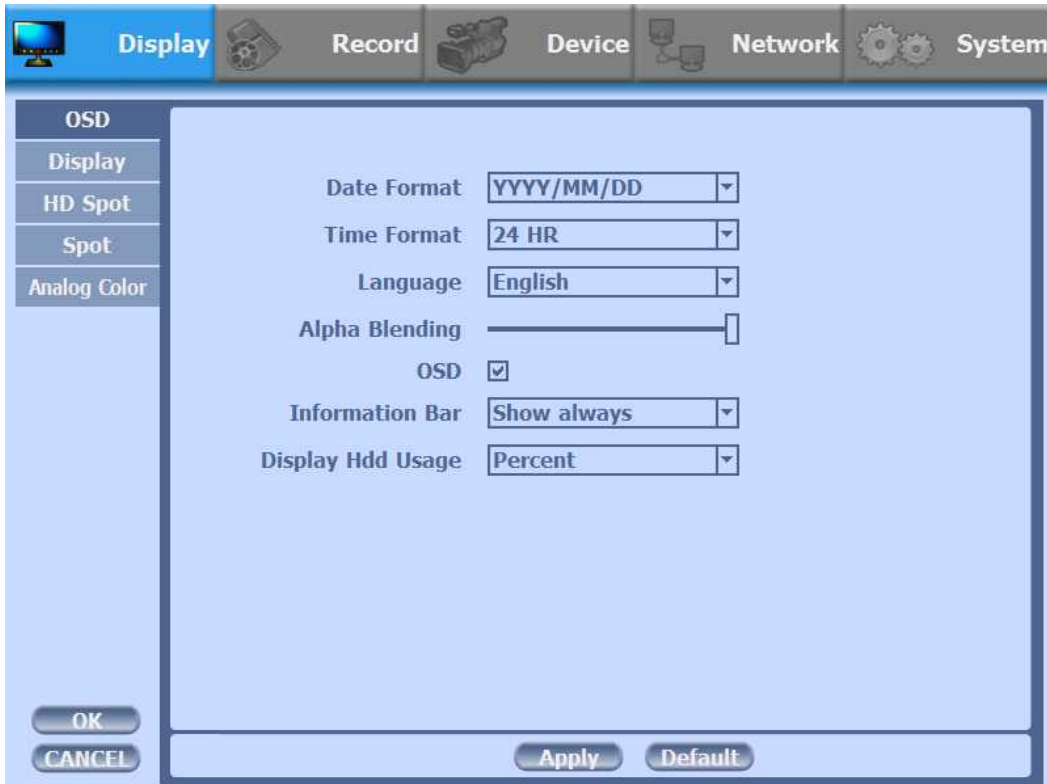 Display Record Device Network System
OSD
Display
HD Spot
Spot
Analog Color
Date Format YYYY/MM/DD
Time Format 24 HR
Language English
Alpha Blending
OSD
Information Bar Show always
Display Hdd Usage Percent
OK
CANCEL
Apply Default